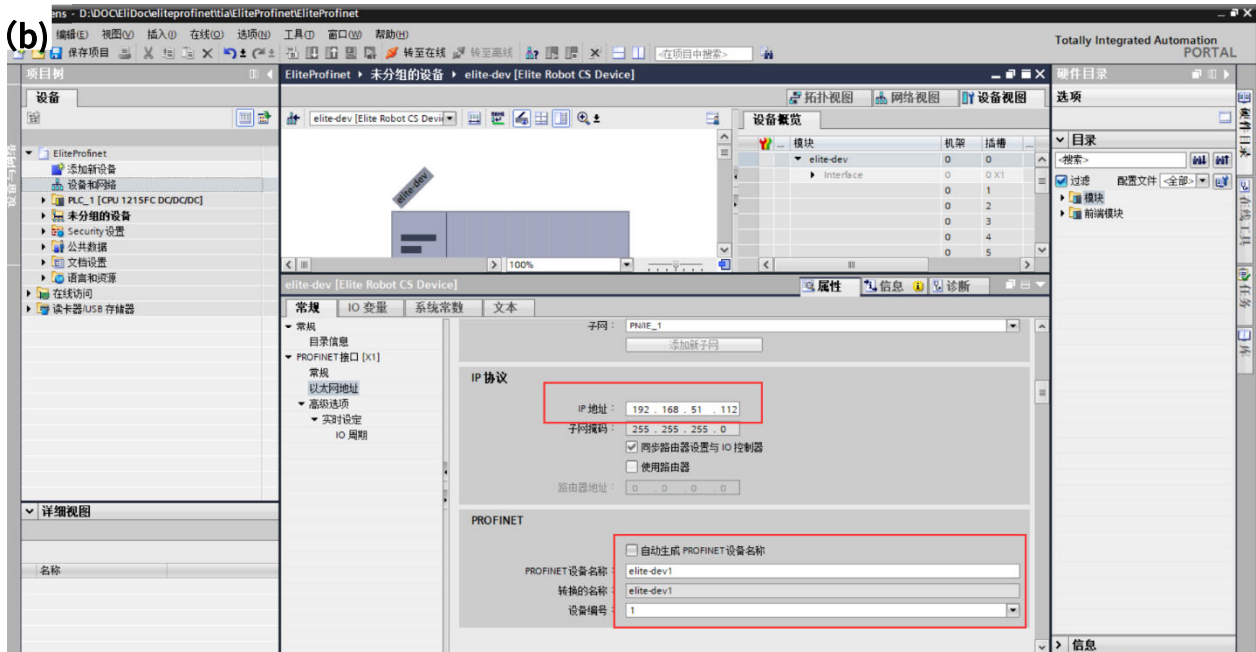 (b)
ens - D:\DOC\EliDoc\eliteprofinet\tia\EliteProfinet\EliteProfinet
编辑(E) 视图(V) 插入(I) 在线(O) 选项(N) 工具(T) 窗口(W) 帮助(H)
Totally Integrated Automation
PORTAL
保存项目 转至在线 转至离线 <在项目中搜索>
项目树
EliteProfinet ▸ 未分组的设备 ▸ elite-dev [Elite Robot CS Device]
硬件目录
设备
拓扑视图 网络视图 设备视图
选项
elite-dev [Elite Robot CS Devi
设备概览
模块 机架 插槽 ...
elite-dev 0 0
Interface 0 0 X1
0 1
0 2
0 3
0 4
0 5
elite-dev
100%
EliteProfinet
添加新设备
设备和网络
PLC_1 [CPU 1215FC DC/DC/DC]
未分组的设备
Security 设置
公共数据
文档设置
语言和资源
在线访问
读卡器/USB 存储器
目录
<搜索>
过滤 配置文件 <全部>
模块
前端模块
硬件目录
在线工具
任务
库
elite-dev [Elite Robot CS Device]
属性 信息 诊断
常规 IO 变量 系统常数 文本
常规
目录信息
PROFINET接口 [X1]
常规
以太网地址
高级选项
实时设定
IO 周期
子网： PN/IE_1
添加新子网
IP 协议
IP 地址： 192 . 168 . 51 . 112
子网掩码： 255 . 255 . 255 . 0
同步路由器设置与 IO 控制器
使用路由器
路由器地址： 0 . 0 . 0 . 0
PROFINET
自动生成 PROFINET 设备名称
PROFINET 设备名称： elite-dev1
转换的名称： elite-dev1
设备编号： 1
详细视图
名称
信息